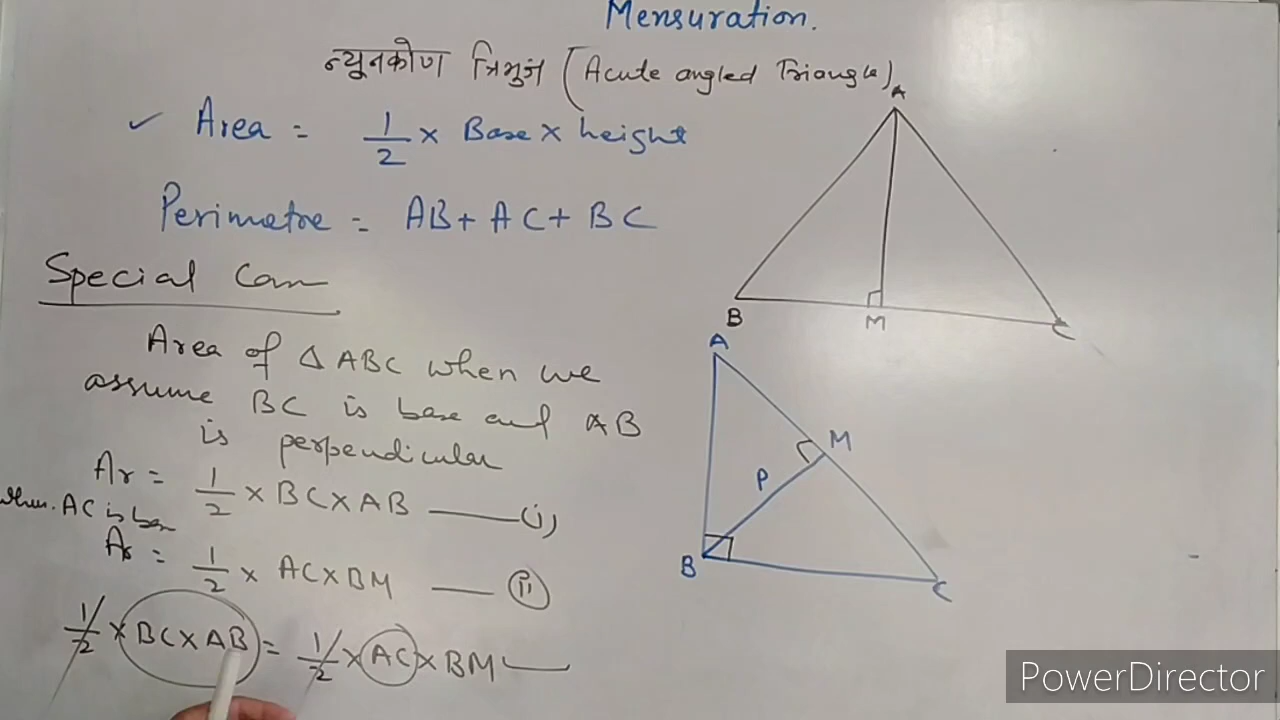 Mensuration.
न्यूनकोण त्रिभुज (Acute angled Triangle)
✓ Area = 1/2 × Base × height
Perimetre = AB + AC + BC
Special
Area of △ ABC when we
assume BC is base and AB
is perpendicular
Ar = 1/2 × BC × AB —— (i)
when. AC is base
Ar = 1/2 × AC × BM —— (ii)
1/2 × BC × AB = 1/2 × AC × BM ——
A
B
M
C
A
M
P
B
C
PowerDirector